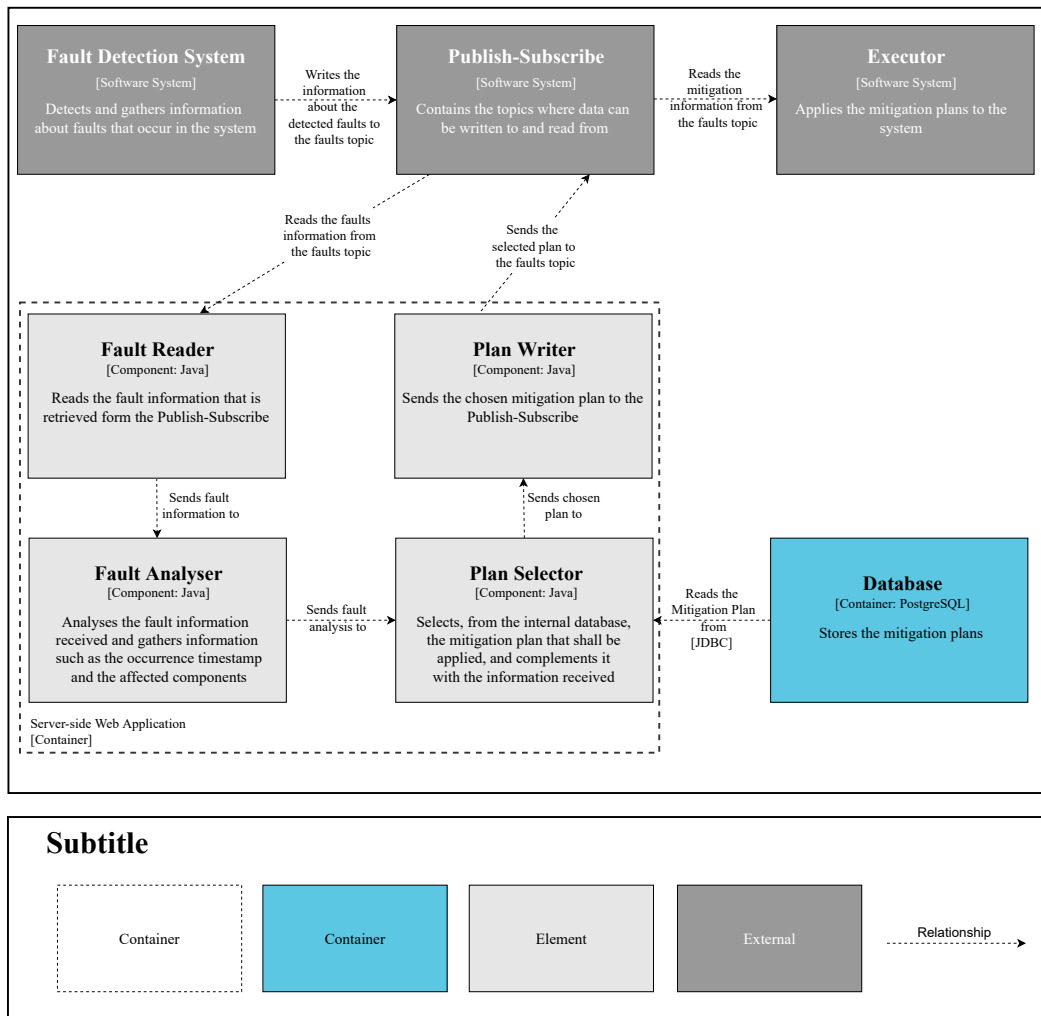 Fault Detection System
[Software System]
Detects and gathers information
about faults that occur in the system
Writes the
information
about the
detected faults to
the faults topic
Publish-Subscribe
[Software System]
Contains the topics where data can
be written to and read from
Reads the
mitigation
information from
the faults topic
Executor
[Software System]
Applies the mitigation plans to the
system
Reads the faults
information from
the faults topic
Sends the
selected plan to
the faults topic
Fault Reader
[Component: Java]
Reads the fault information that is
retrieved form the Publish-Subscribe
Plan Writer
[Component: Java]
Sends the chosen mitigation plan to the
Publish-Subscribe
Sends fault
information to
Sends chosen
plan to
Fault Analyser
[Component: Java]
Analyses the fault information
received and gathers information
such as the occurrence timestamp
and the affected components
Sends fault
analysis to
Plan Selector
[Component: Java]
Selects, from the internal database,
the mitigation plan that shall be
applied, and complements it
with the information received
Reads the
Mitigation Plan
from
[JDBC]
Database
[Container: PostgreSQL]
Stores the mitigation plans
Server-side Web Application
[Container]
Subtitle
Container
Container
Element
External
Relationship